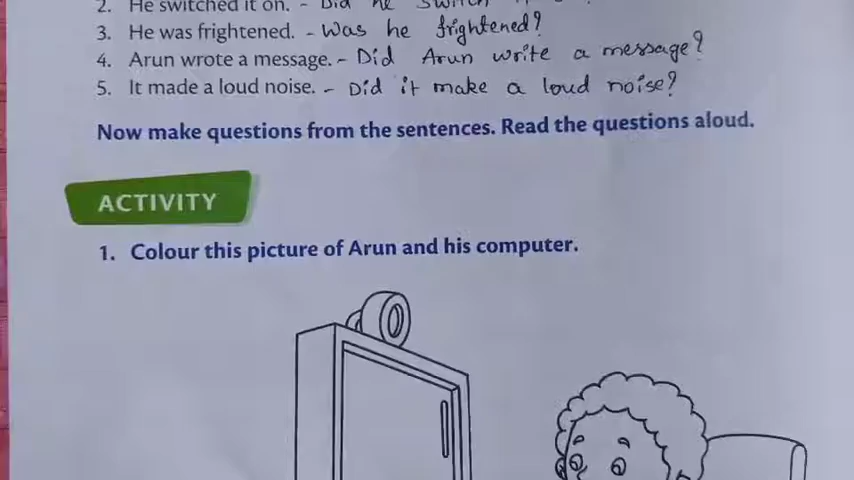 2. He switched it on. - Did he switch
3. He was frightened. - Was he frightened?
4. Arun wrote a message. - Did Arun write a message?
5. It made a loud noise. - Did it make a loud noise?
Now make questions from the sentences. Read the questions aloud.
ACTIVITY
1. Colour this picture of Arun and his computer.